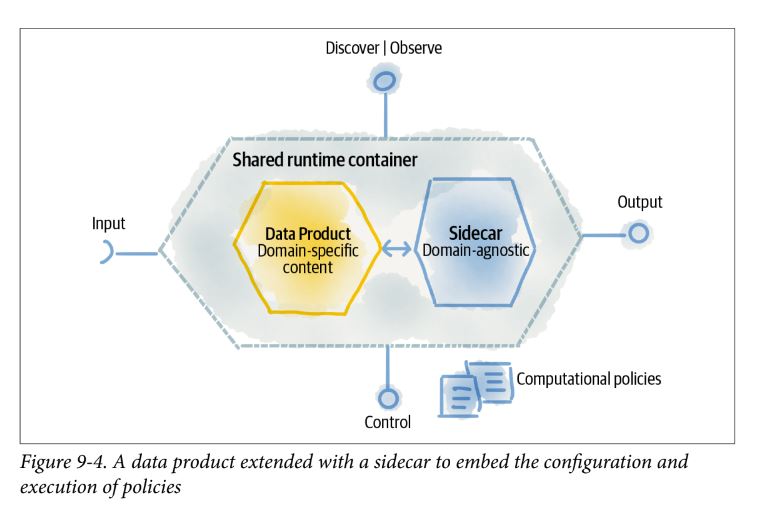 Discover | Observe
Shared runtime container
Input
Data Product
Domain-specific
content
Sidecar
Domain-agnostic
Output
Computational policies
Control
Figure 9-4. A data product extended with a sidecar to embed the configuration and
execution of policies